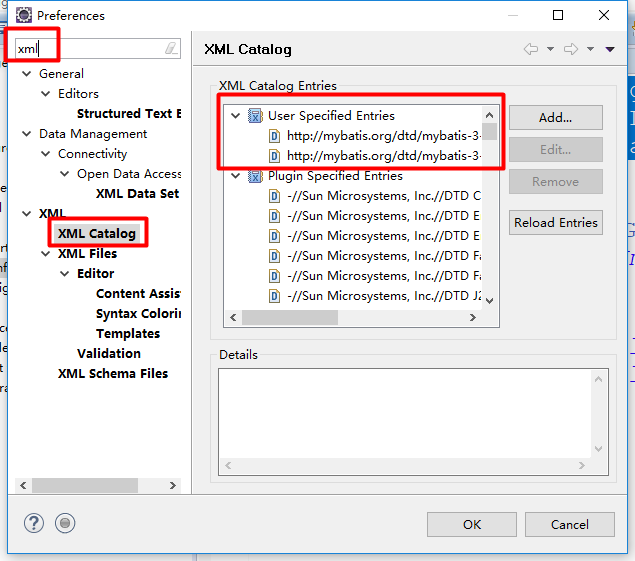 Preferences
xml
General
Editors
Structured Text E
Data Management
Connectivity
Open Data Access
XML Data Set
XML
XML Catalog
XML Files
Editor
Content Assis
Syntax Colorin
Templates
Validation
XML Schema Files
XML Catalog
XML Catalog Entries
User Specified Entries
http://mybatis.org/dtd/mybatis-3-
http://mybatis.org/dtd/mybatis-3-
Plugin Specified Entries
-//Sun Microsystems, Inc.//DTD C
-//Sun Microsystems, Inc.//DTD E
-//Sun Microsystems, Inc.//DTD E
-//Sun Microsystems, Inc.//DTD Fa
-//Sun Microsystems, Inc.//DTD Fa
-//Sun Microsystems, Inc.//DTD J2
Add...
Edit...
Remove
Reload Entries
Details
OK
Cancel